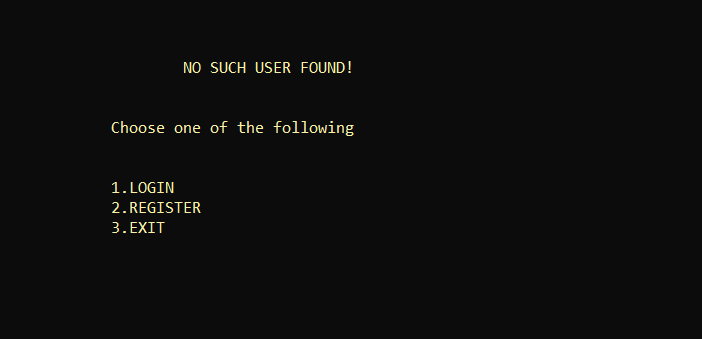 NO SUCH USER FOUND!
Choose one of the following
1.LOGIN
2.REGISTER
3.EXIT